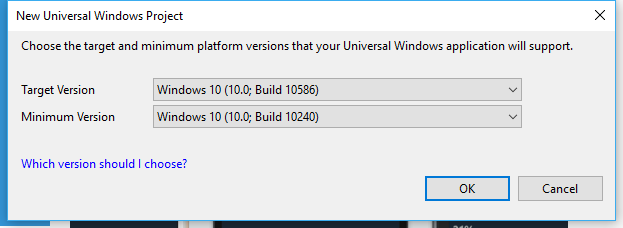 New Universal Windows Project
Choose the target and minimum platform versions that your Universal Windows application will support.
Target Version Windows 10 (10.0; Build 10586)
Minimum Version Windows 10 (10.0; Build 10240)
Which version should I choose?
OK Cancel